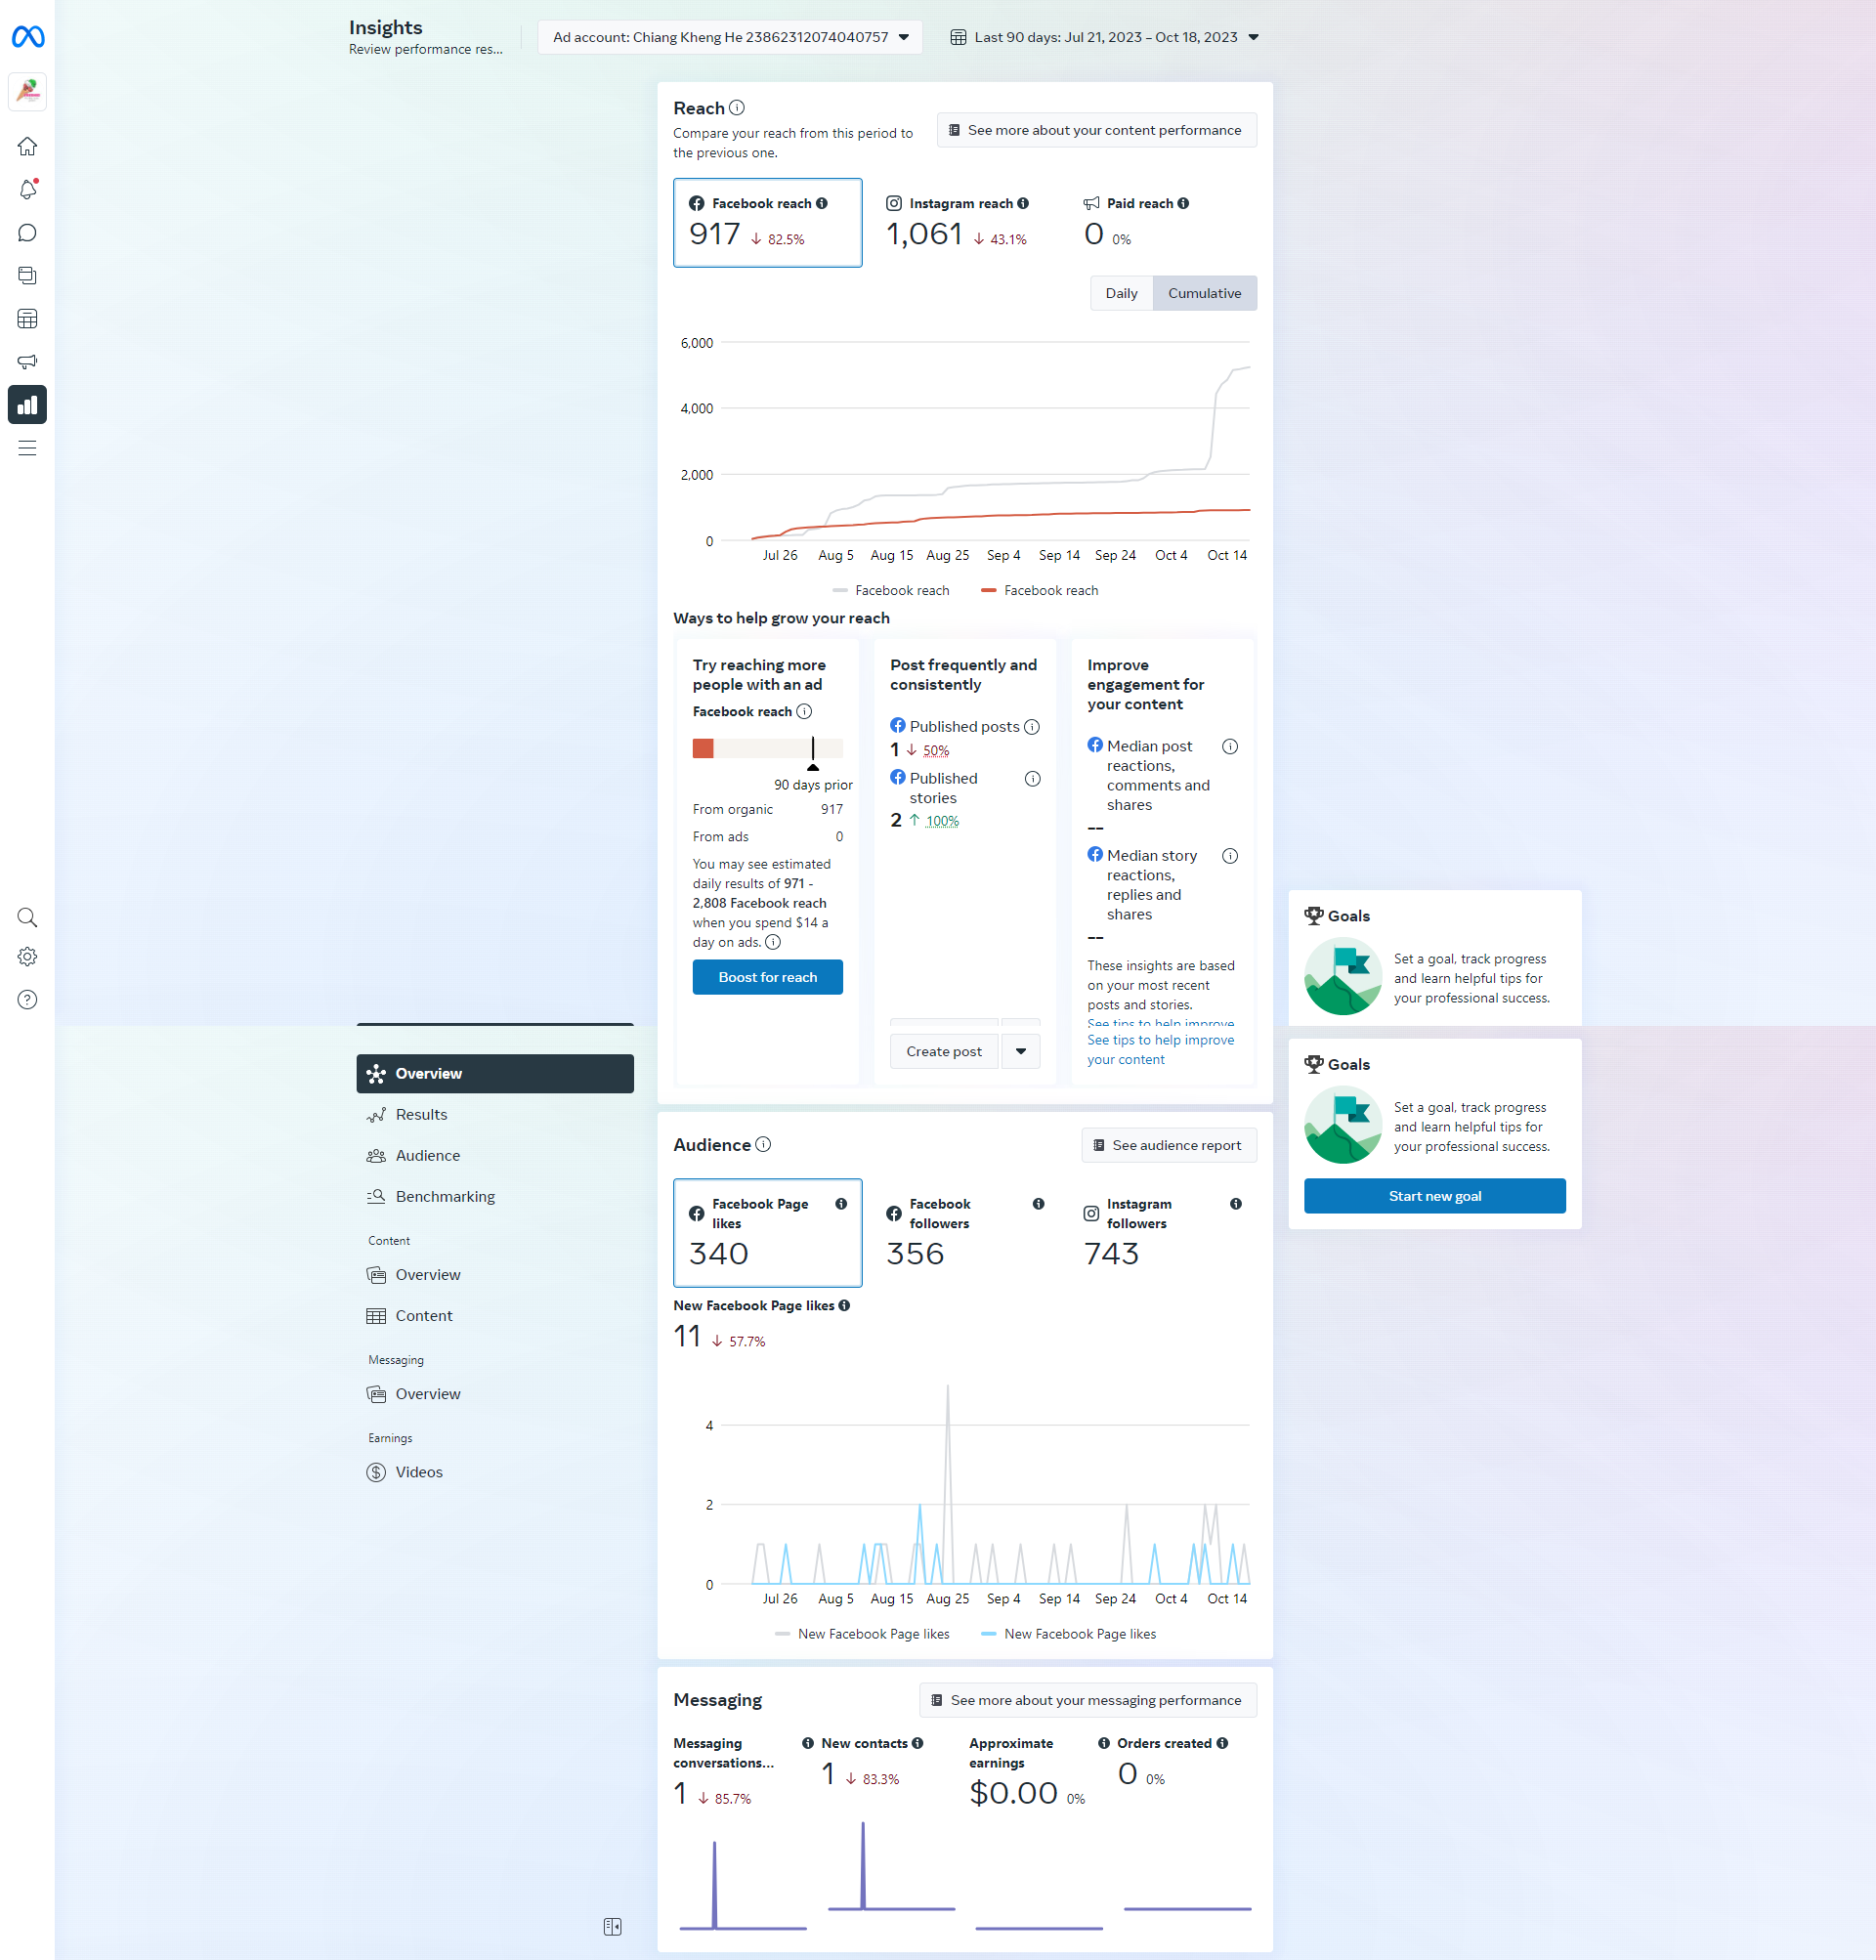 Insights
Review performance res...
Ad account: Chiang Kheng He 23862312074040757
Last 90 days: Jul 21, 2023 – Oct 18, 2023
Reach
Compare your reach from this period to
the previous one.
See more about your content performance
Facebook reach
917 ↓ 82.5%
Instagram reach
1,061 ↓ 43.1%
Paid reach
0 0%
Daily
Cumulative
6,000
4,000
2,000
0
Jul 26 Aug 5 Aug 15 Aug 25 Sep 4 Sep 14 Sep 24 Oct 4 Oct 14
Facebook reach Facebook reach
Ways to help grow your reach
Try reaching more
people with an ad
Facebook reach
90 days prior
From organic 917
From ads 0
You may see estimated
daily results of 971 -
2,808 Facebook reach
when you spend $14 a
day on ads.
Boost for reach
Post frequently and
consistently
Published posts
1 ↓ 50%
Published
stories
2 ↑ 100%
Create post
Improve
engagement for
your content
Median post
reactions,
comments and
shares
--
Median story
reactions,
replies and
shares
--
These insights are based
on your most recent
posts and stories.
See tips to help improve
See tips to help improve
your content
Goals
Set a goal, track progress
and learn helpful tips for
your professional success.
Goals
Set a goal, track progress
and learn helpful tips for
your professional success.
Start new goal
Overview
Results
Audience
Benchmarking
Content
Overview
Content
Messaging
Overview
Earnings
Videos
Audience
See audience report
Facebook Page
likes
340
Facebook
followers
356
Instagram
followers
743
New Facebook Page likes
11 ↓ 57.7%
4
2
0
Jul 26 Aug 5 Aug 15 Aug 25 Sep 4 Sep 14 Sep 24 Oct 4 Oct 14
New Facebook Page likes New Facebook Page likes
Messaging
See more about your messaging performance
Messaging
conversations...
1 ↓ 85.7%
New contacts
1 ↓ 83.3%
Approximate
earnings
$0.00 0%
Orders created
0 0%